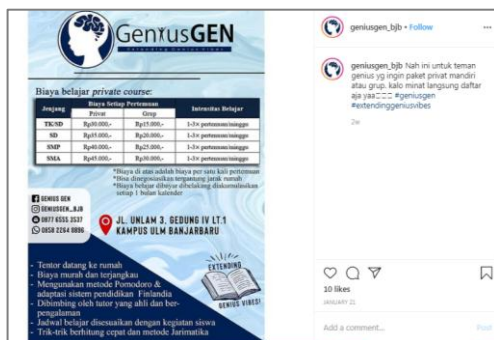 GeniusGEN
Extending Genius Vibes
Biaya belajar private course:
Jenjang Biaya Setiap Pertemuan Intensitas Belajar
Privat Grup
TK/SD Rp30.000,- Rp15.000,- 1-3× pertemuan/minggu
SD Rp35.000,- Rp20.000,- 1-3× pertemuan/minggu
SMP Rp40.000,- Rp25.000,- 1-3× pertemuan/minggu
SMA Rp45.000,- Rp30.000,- 1-3× pertemuan/minggu
*Biaya di atas adalah biaya per satu kali pertemuan
*Bisa dinegosiasikan tergantung jarak rumah
*Biaya belajar dibayar dibelakang diakumulasikan
setiap 1 bulan kalender
GENIUS GEN
@GENIUSGEN_BJB
0877 6555 3537
0858 2264 8896
JL. UNLAM 3, GEDUNG IV LT.1
KAMPUS ULM BANJARBARU
- Tentor datang ke rumah
- Biaya murah dan terjangkau
- Mengunakan metode Pomodoro &
adaptasi sistem pendidikan Finlandia
- Dibimbing oleh tutor yang ahli dan ber-
pengalaman
- Jadwal belajar disesuaikan dengan kegiatan siswa
- Trik-trik berhitung cepat dan metode Jarimatika
EXTENDING
GENIUS VIBES!
geniusgen_bjb • Follow
geniusgen_bjb Nah ini untuk teman
genius yg ingin paket privat mandiri
atau grup. kalo minat langsung daftar
aja yaa #geniusgen
#extendinggeniusvibes
2w
10 likes
JANUARY 21
Add a comment... Post